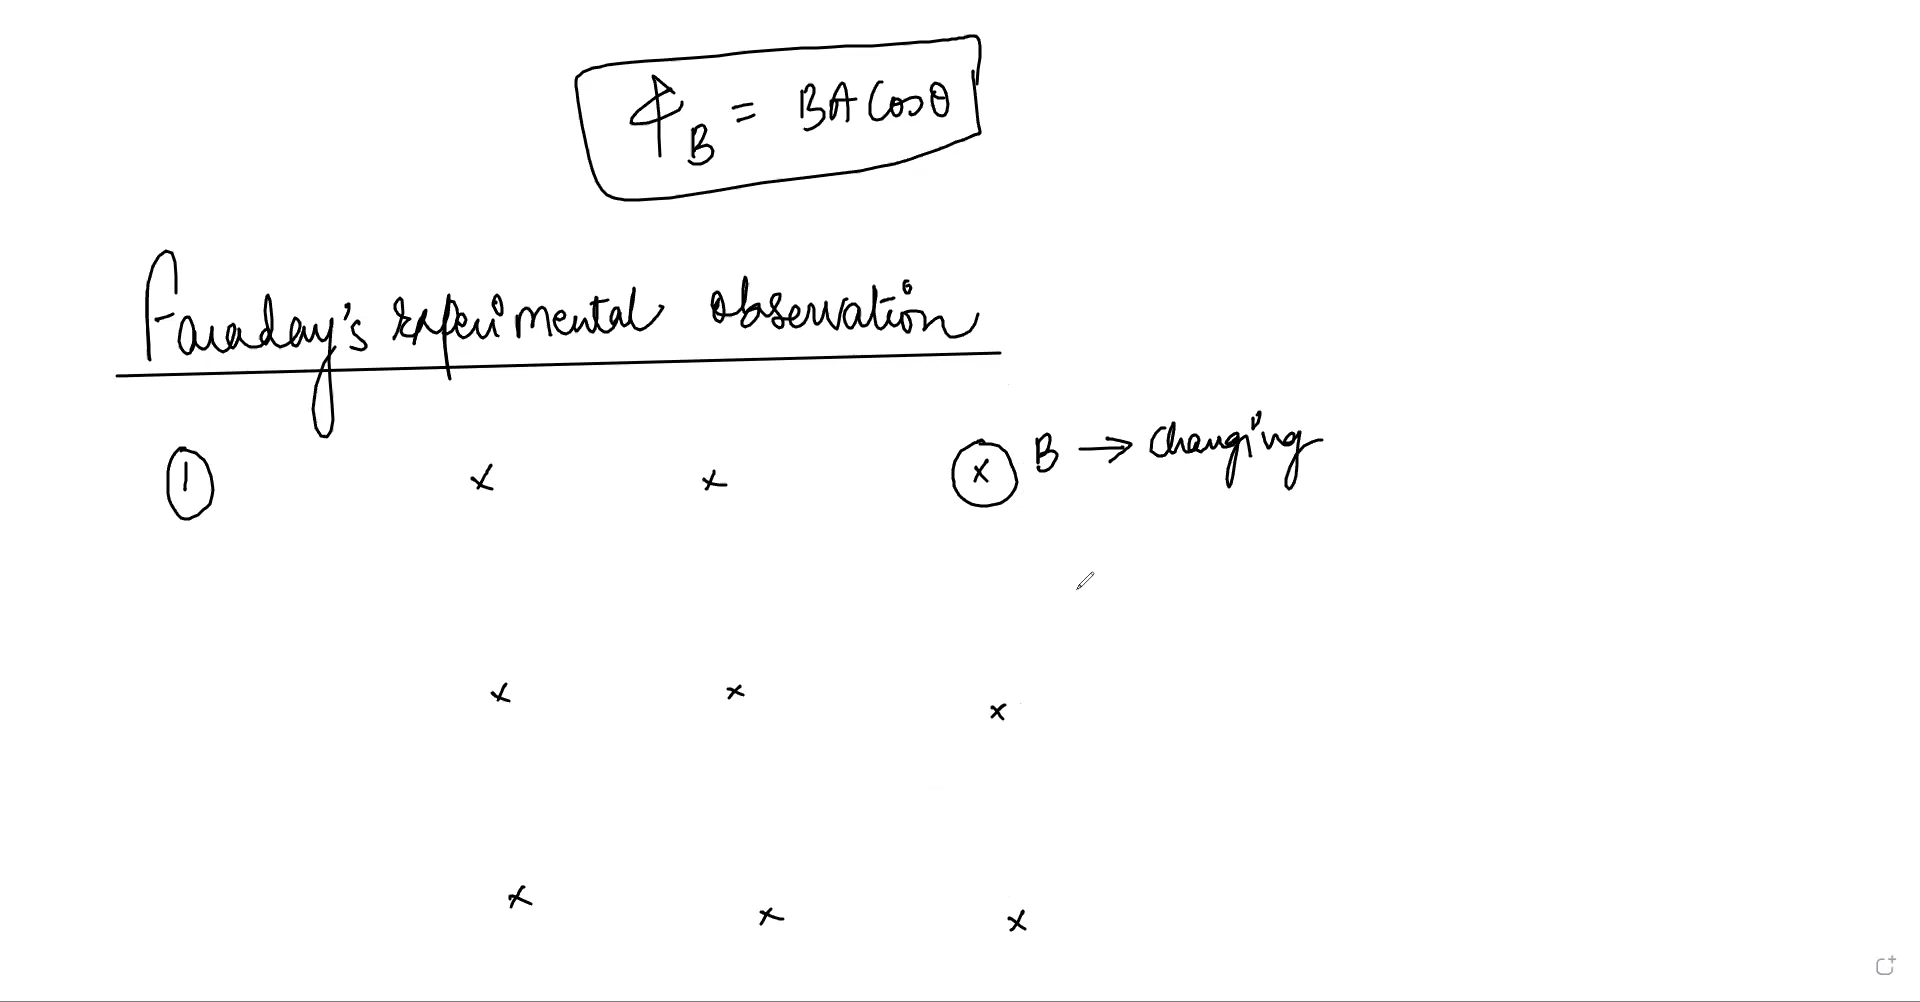 Φ_B = BA Cosθ
Faraday's experimental observation
① × × ⓧ B → Changing
× × ×
× × ×